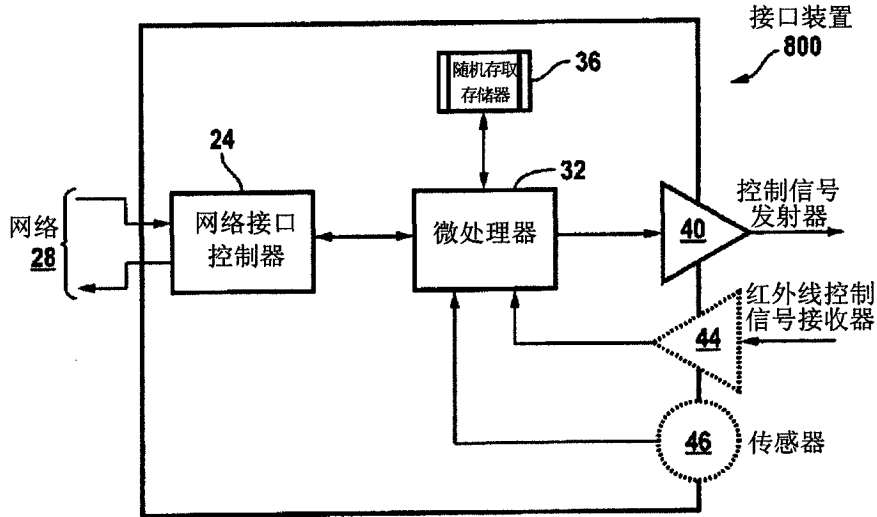 接口装置
800
随机存取
存储器
36
24
32
网络
28
网络接口
控制器
微处理器
40
控制信号
发射器
44
红外线控制
信号接收器
46
传感器